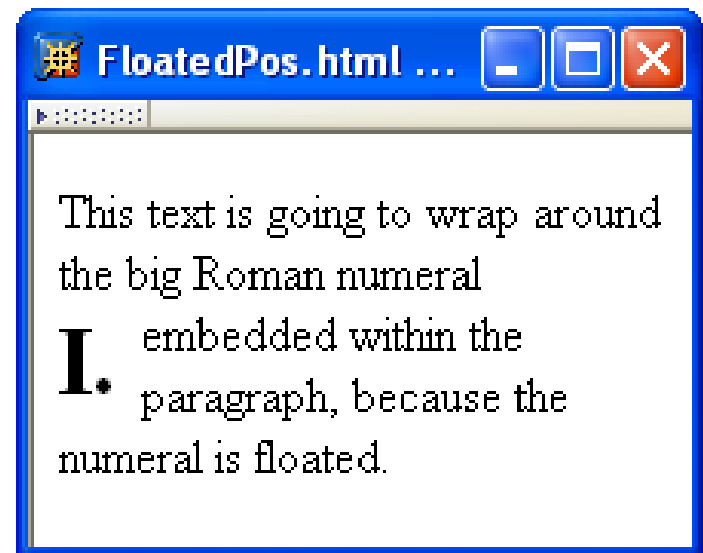 FloatedPos.html ...
This text is going to wrap around
the big Roman numeral
I. embedded within the
paragraph, because the
numeral is floated.